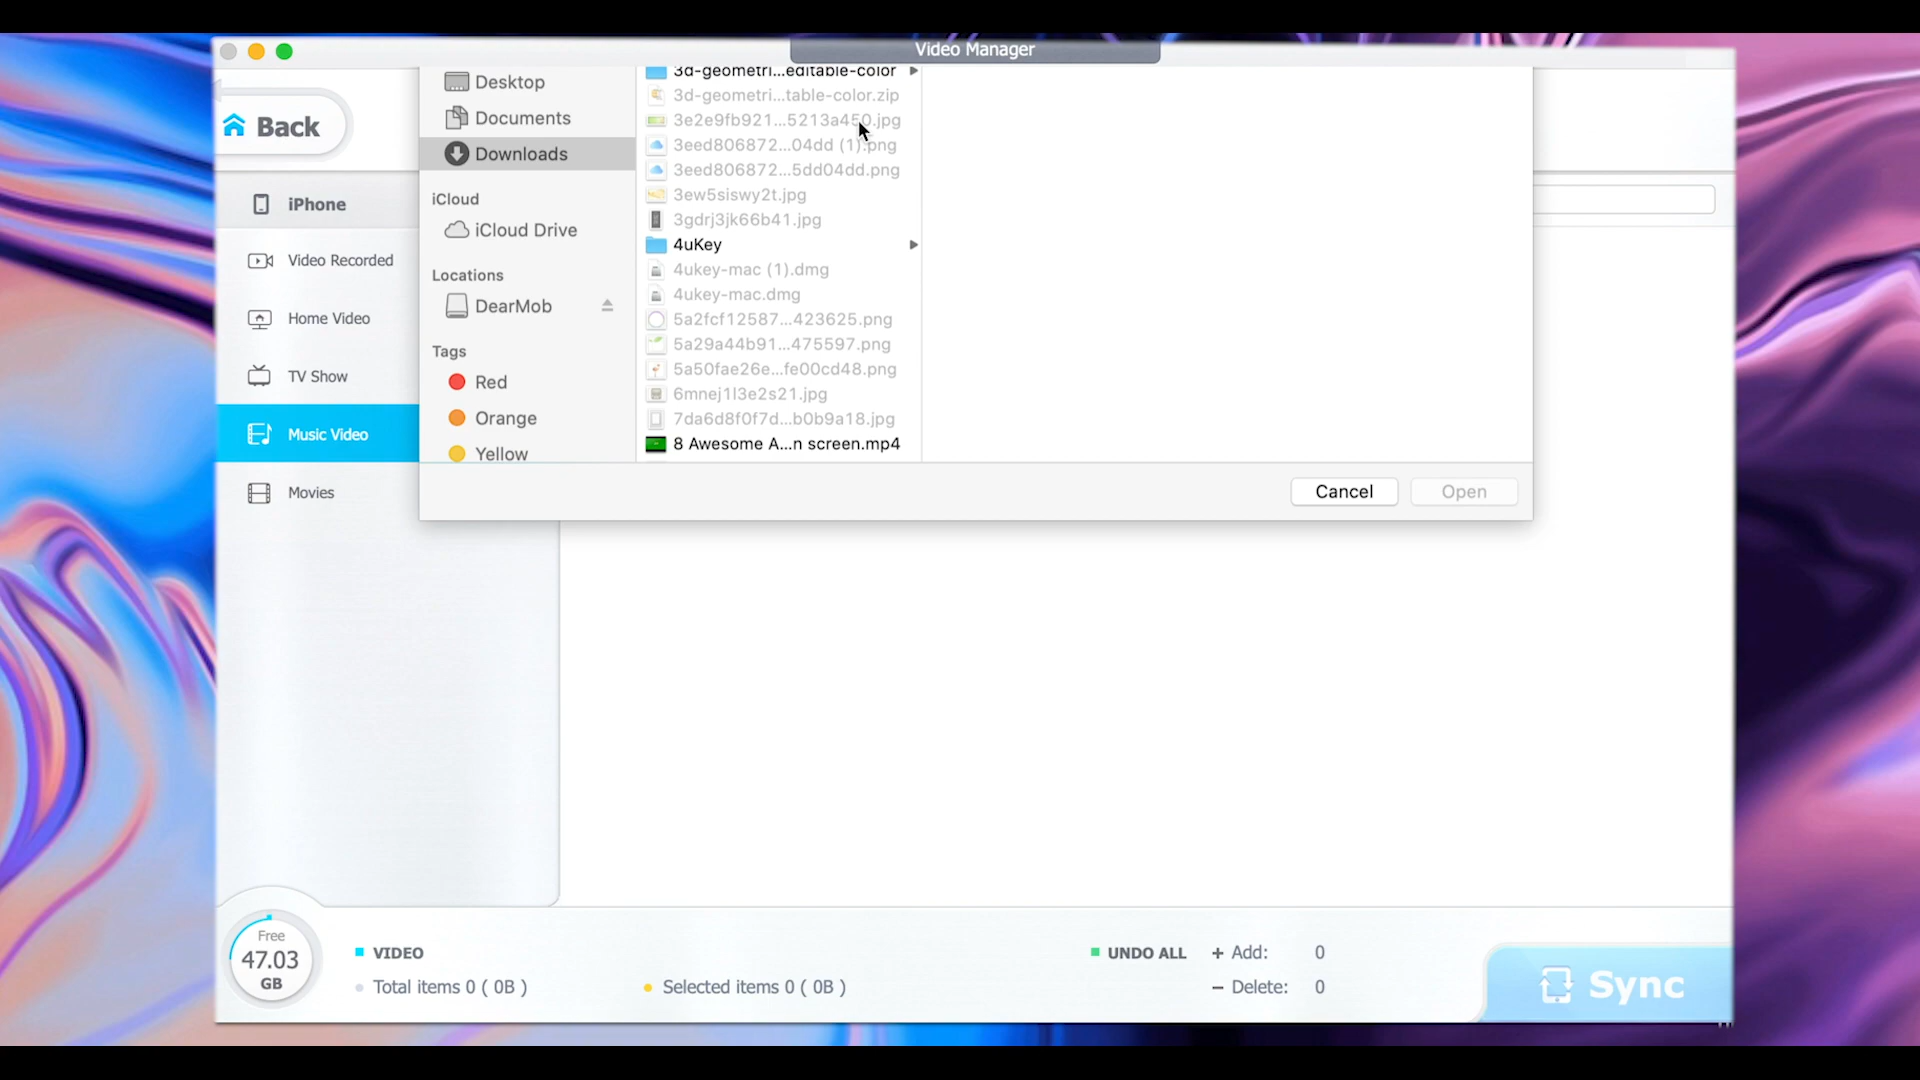 Video Manager
Back
iPhone
Video Recorded
Home Video
TV Show
Music Video
Movies
Desktop
Documents
Downloads
iCloud
iCloud Drive
Locations
DearMob
Tags
Red
Orange
Yellow
3d-geometri...editable-color
3d-geometri...table-color.zip
3e2e9fb921...5213a450.jpg
3eed806872...04dd (1).png
3eed806872...5dd04dd.png
3ew5siswy2t.jpg
3gdrj3jk66b41.jpg
4uKey
4ukey-mac (1).dmg
4ukey-mac.dmg
5a2fcf12587...423625.png
5a29a44b91...475597.png
5a50fae26e...fe00cd48.png
6mnej1l3e2s21.jpg
7da6d8f0f7d...b0b9a18.jpg
8 Awesome A...n screen.mp4
Cancel
Open
Free
47.03
GB
VIDEO
Total items 0 ( 0B )
Selected items 0 ( 0B )
UNDO ALL
+ Add: 0
− Delete: 0
Sync